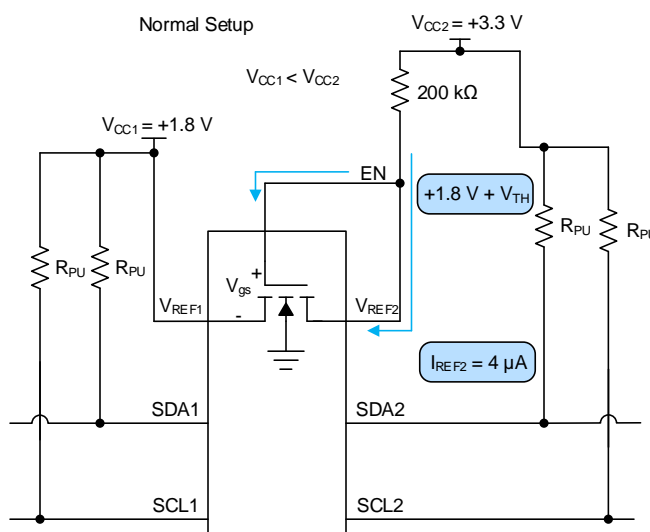 Normal Setup
VCC2 = +3.3 V
VCC1 < VCC2
200 kΩ
VCC1 = +1.8 V
EN
+1.8 V + VTH
RPU
RPU
RPU
RPU
+
Vgs
-
VREF1
VREF2
IREF2 = 4 µA
SDA1
SDA2
SCL1
SCL2